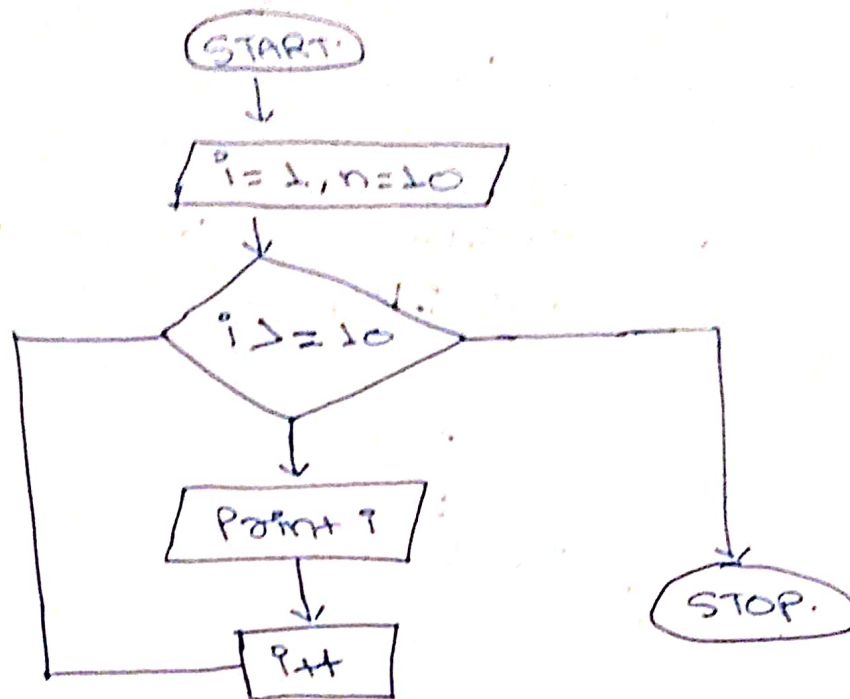 START.
i=1, n=10
i>=10
Print i
i++
STOP.